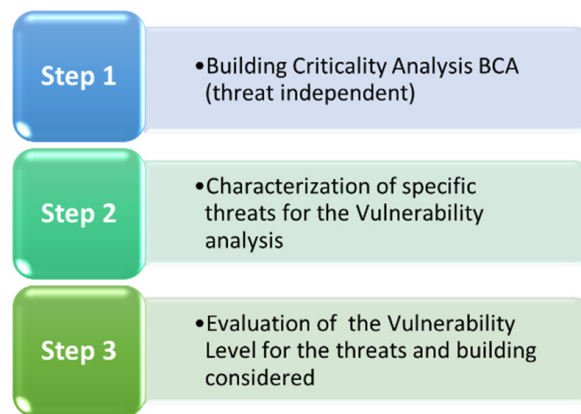 Step 1
•Building Criticality Analysis BCA
(threat independent)
Step 2
•Characterization of specific
threats for the Vulnerability
analysis
Step 3
•Evaluation of  the Vulnerability
Level for the threats and building
considered